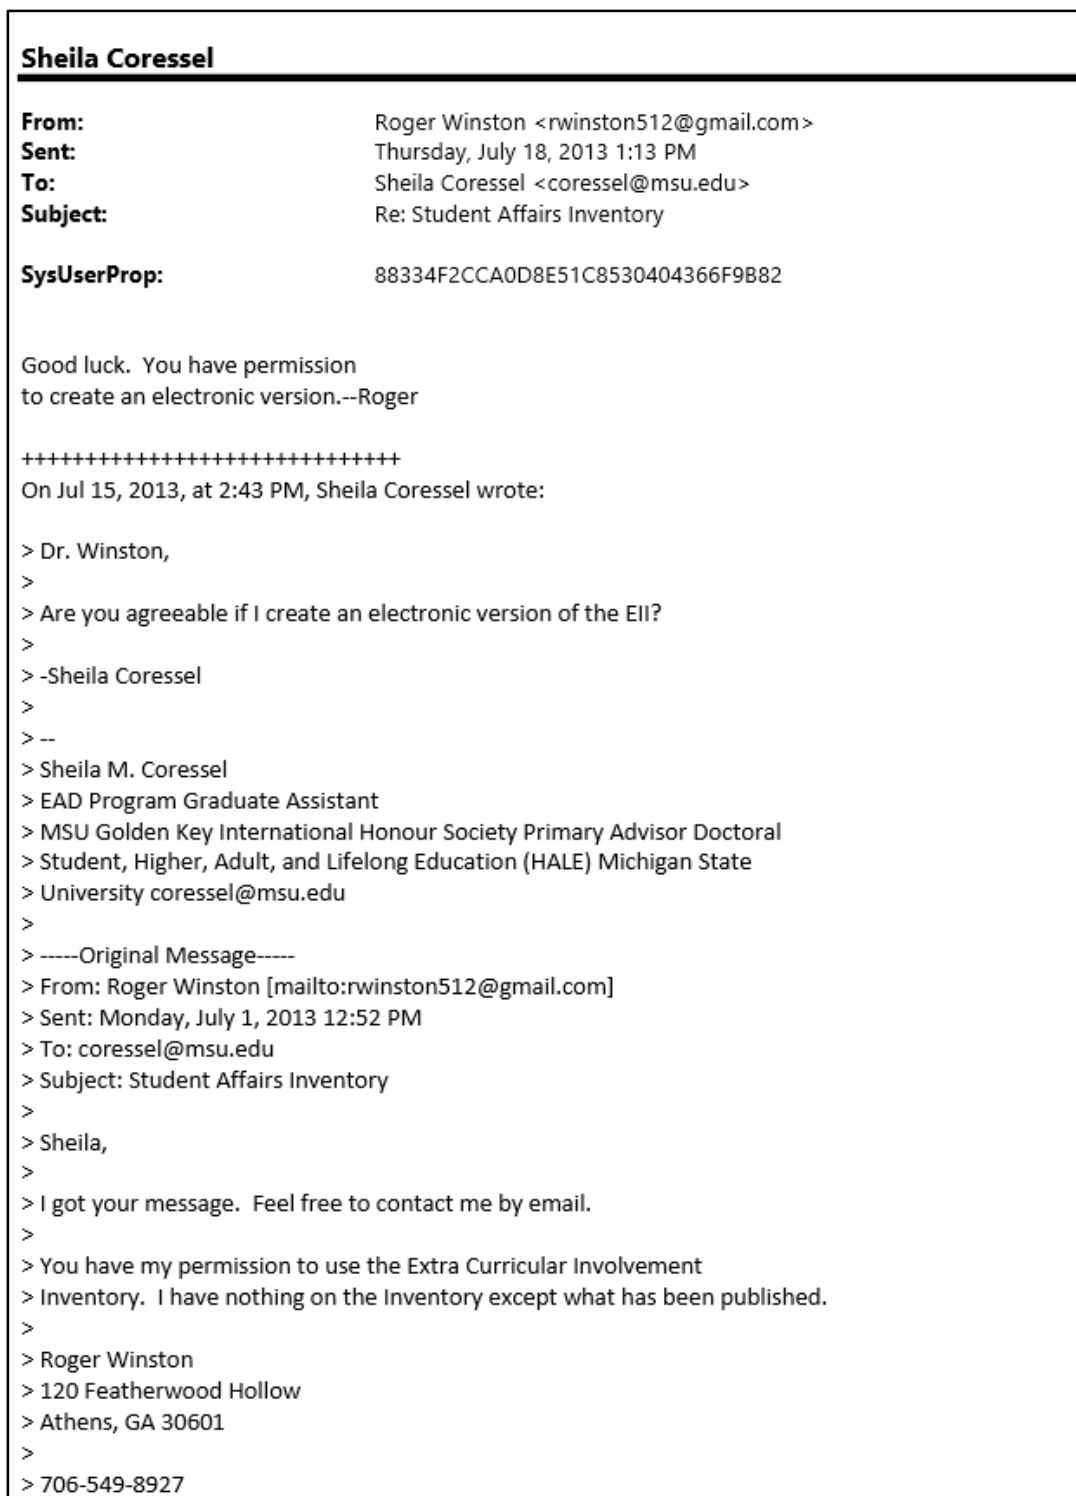 Sheila Coressel
From: Roger Winston <rwinston512@gmail.com>
Sent: Thursday, July 18, 2013 1:13 PM
To: Sheila Coressel <coressel@msu.edu>
Subject: Re: Student Affairs Inventory
SysUserProp: 88334F2CCA0D8E51C8530404366F9B82
Good luck.  You have permission
to create an electronic version.--Roger
++++++++++++++++++++++++++++++
On Jul 15, 2013, at 2:43 PM, Sheila Coressel wrote:
> Dr. Winston,
>
> Are you agreeable if I create an electronic version of the EII?
>
> -Sheila Coressel
>
> --
> Sheila M. Coressel
> EAD Program Graduate Assistant
> MSU Golden Key International Honour Society Primary Advisor Doctoral
> Student, Higher, Adult, and Lifelong Education (HALE) Michigan State
> University coressel@msu.edu
>
> -----Original Message-----
> From: Roger Winston [mailto:rwinston512@gmail.com]
> Sent: Monday, July 1, 2013 12:52 PM
> To: coressel@msu.edu
> Subject: Student Affairs Inventory
>
> Sheila,
>
> I got your message.  Feel free to contact me by email.
>
> You have my permission to use the Extra Curricular Involvement
> Inventory.  I have nothing on the Inventory except what has been published.
>
> Roger Winston
> 120 Featherwood Hollow
> Athens, GA 30601
>
> 706-549-8927